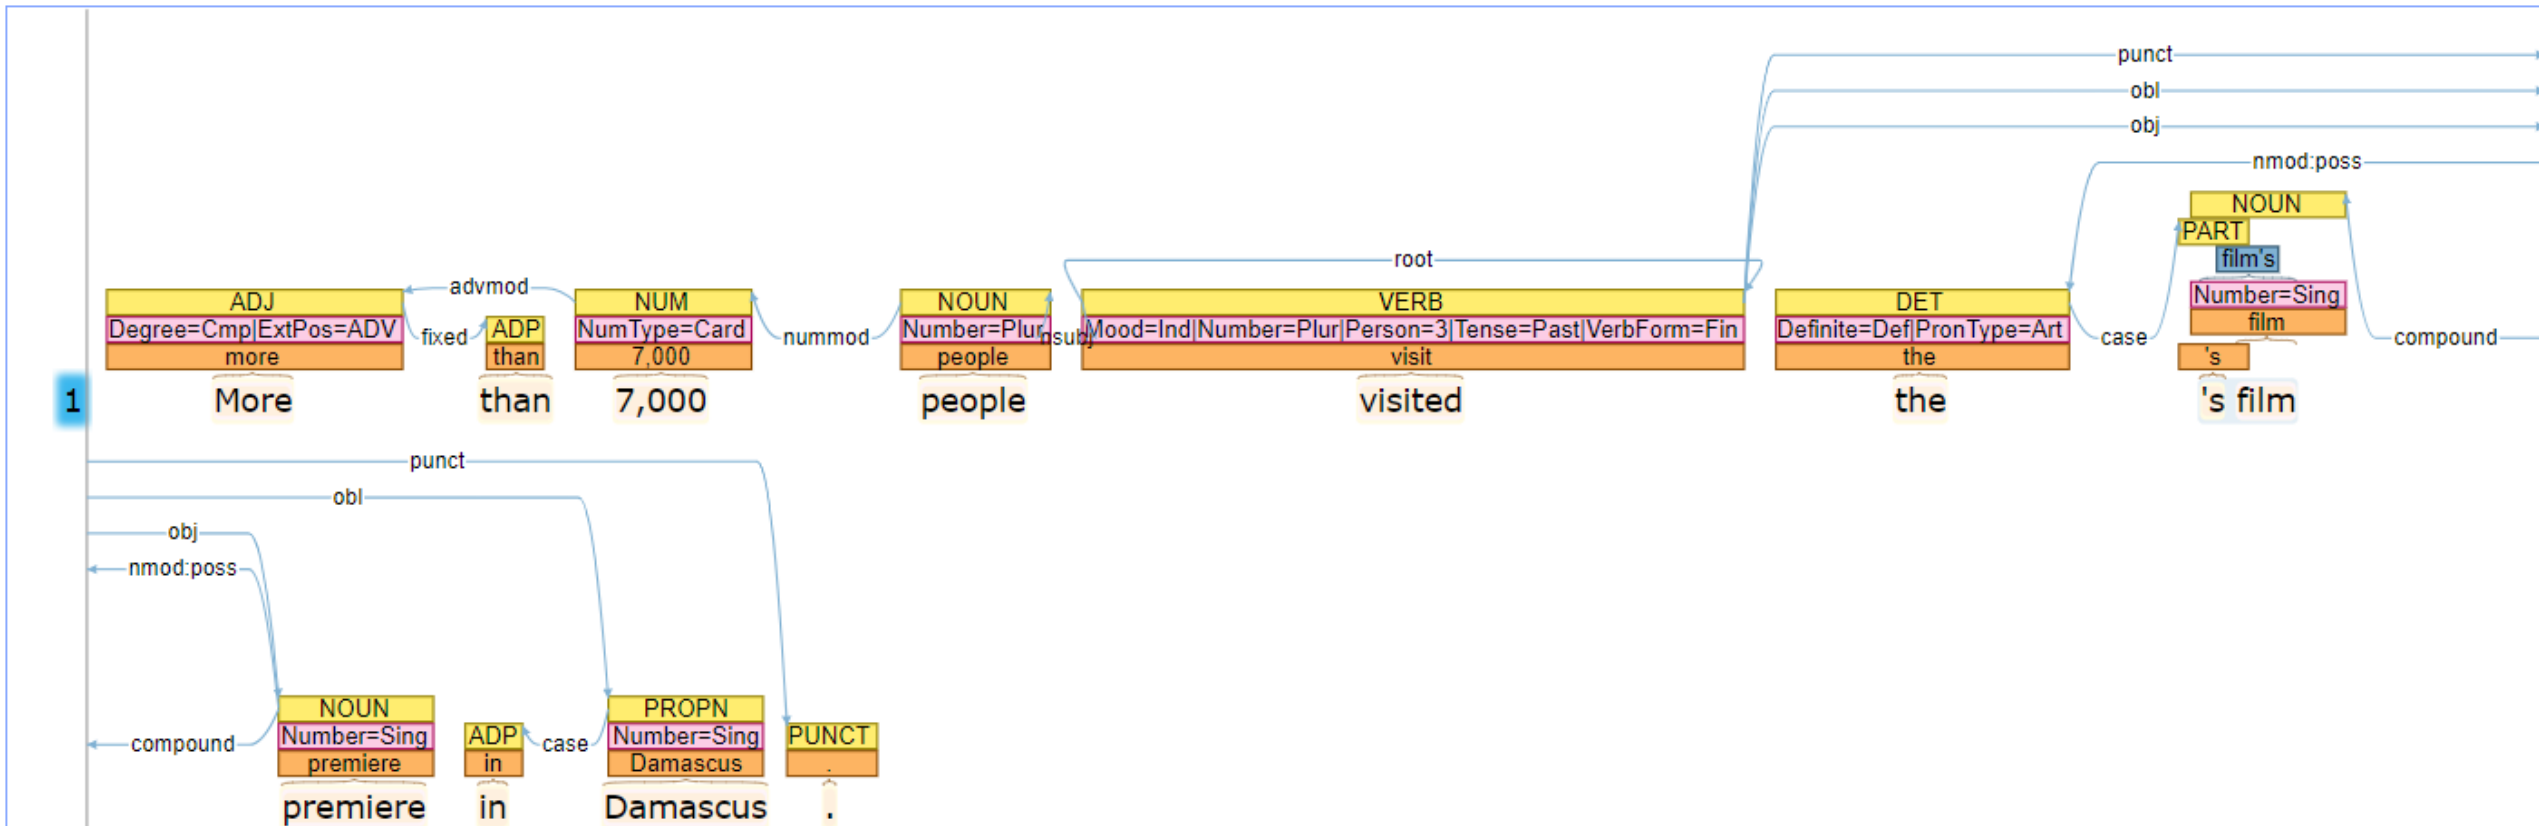 punct
obl
obj
nmod:poss
NOUN
PART
film's
root
advmod
ADJ NUM NOUN VERB DET Number=Sing
Degree=Cmp|ExtPos=ADV fixed ADP NumType=Card nummod Number=Plur nsubj Mood=Ind|Number=Plur|Person=3|Tense=Past|VerbForm=Fin Definite=Def|PronType=Art case film compound
more than 7,000 people visit the 's
1 More than 7,000 people visited the 's film
punct
obl
obj
nmod:poss
NOUN PROPN
compound Number=Sing ADP case Number=Sing PUNCT
premiere in Damascus .
premiere in Damascus .